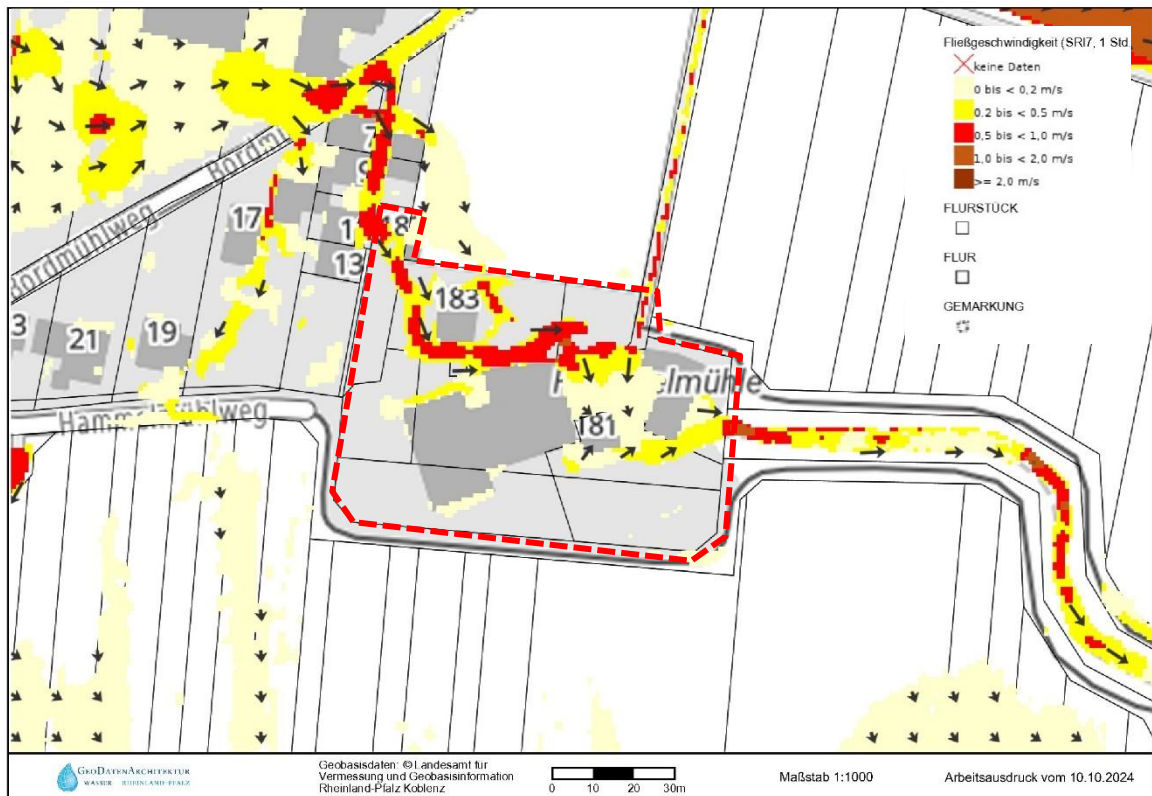 Fließgeschwindigkeit (SRI7, 1 Std.
keine Daten
0 bis < 0,2 m/s
0.2 bis < 0,5 m/s
0,5 bis < 1,0 m/s
1,0 bis < 2,0 m/s
>= 2,0 m/s
FLURSTÜCK
FLUR
GEMARKUNG
7
9
17
13
183
181
21
19
3
Bordmühlweg
Hammelmühlweg
GEODATENARCHITEKTUR
WASSER RHEINLAND-PFALZ
Geobasisdaten: © Landesamt für
Vermessung und Geobasisinformation
Rheinland-Pfalz Koblenz
0 10 20 30m
Maßstab 1:1000
Arbeitsausdruck vom 10.10.2024